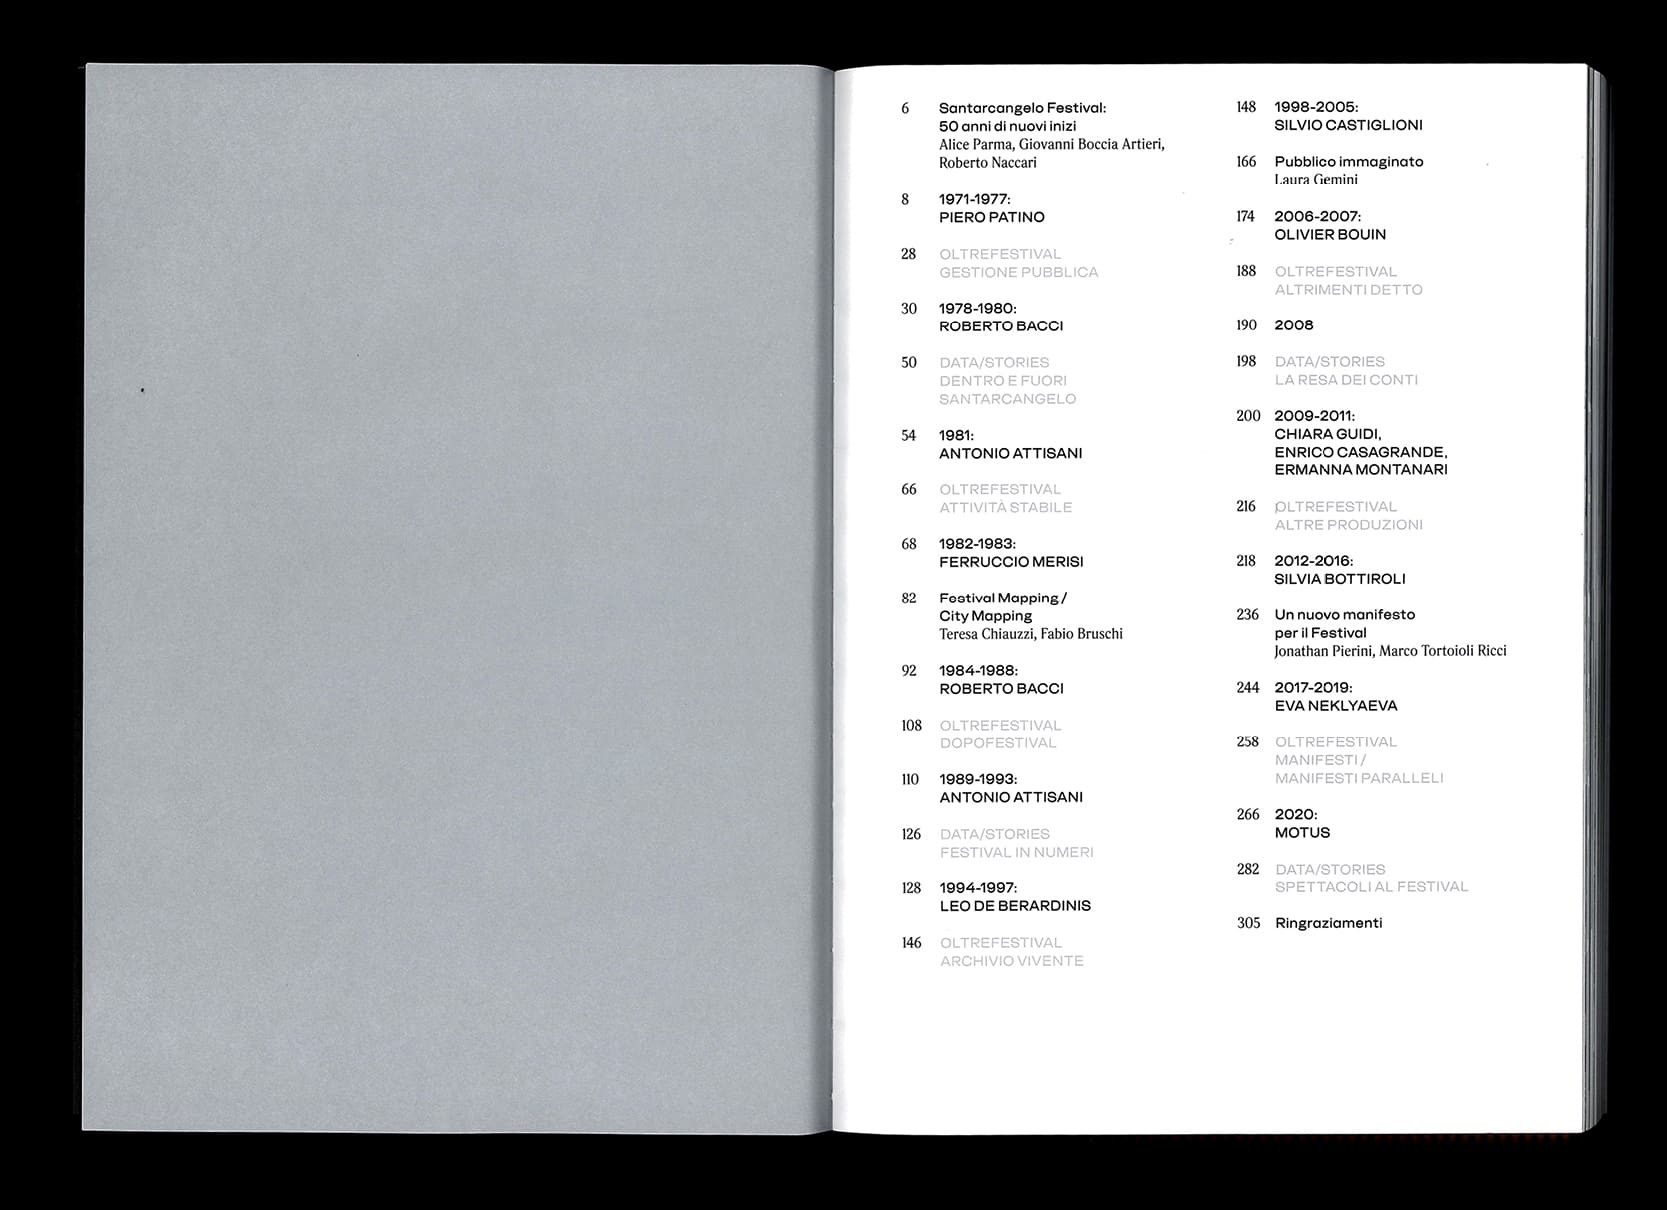 6 Santarcangelo Festival:
50 anni di nuovi inizi
Alice Parma, Giovanni Boccia Artieri,
Roberto Naccari
8 1971-1977:
PIERO PATINO
28 OLTREFESTIVAL
GESTIONE PUBBLICA
30 1978-1980:
ROBERTO BACCI
50 DATA/STORIES
DENTRO E FUORI
SANTARCANGELO
54 1981:
ANTONIO ATTISANI
66 OLTREFESTIVAL
ATTIVITÀ STABILE
68 1982-1983:
FERRUCCIO MERISI
82 Festival Mapping/
City Mapping
Teresa Chiauzzi, Fabio Bruschi
92 1984-1988:
ROBERTO BACCI
108 OLTREFESTIVAL
DOPOFESTIVAL
110 1989-1993:
ANTONIO ATTISANI
126 DATA/STORIES
FESTIVAL IN NUMERI
128 1994-1997:
LEO DE BERARDINIS
146 OLTREFESTIVAL
ARCHIVIO VIVENTE
148 1998-2005:
SILVIO CASTIGLIONI
166 Pubblico immaginato
Laura Gemini
174 2006-2007:
OLIVIER BOUIN
188 OLTREFESTIVAL
ALTRIMENTI DETTO
190 2008
198 DATA/STORIES
LA RESA DEI CONTI
200 2009-2011:
CHIARA GUIDI,
ENRICO CASAGRANDE,
ERMANNA MONTANARI
216 OLTREFESTIVAL
ALTRE PRODUZIONI
218 2012-2016:
SILVIA BOTTIROLI
236 Un nuovo manifesto
per il Festival
Jonathan Pierini, Marco Tortoioli Ricci
244 2017-2019:
EVA NEKLYAEVA
258 OLTREFESTIVAL
MANIFESTI/
MANIFESTI PARALLELI
266 2020:
MOTUS
282 DATA/STORIES
SPETTACOLI AL FESTIVAL
305 Ringraziamenti